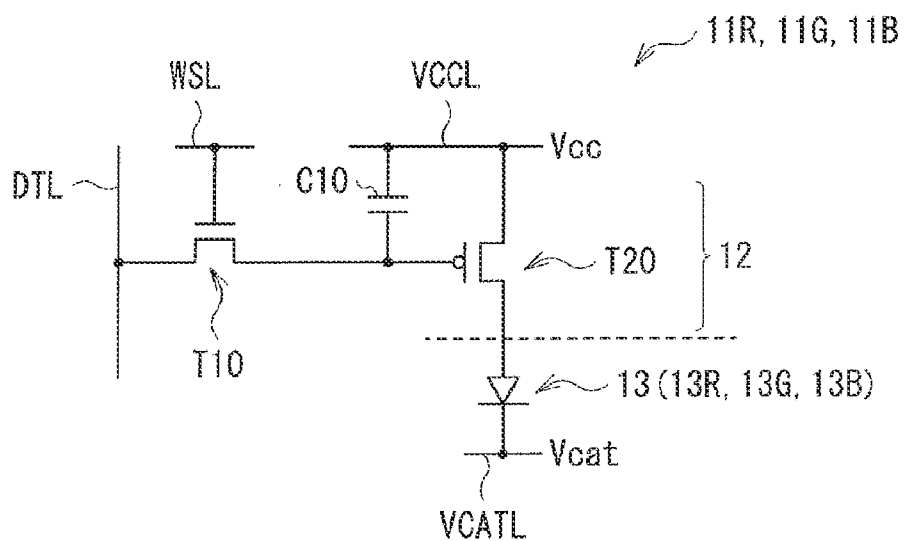 11R, 11G, 11B
WSL
VCCL
Vcc
DTL
C10
T20
12
T10
13 (13R, 13G, 13B)
Vcat
VCATL